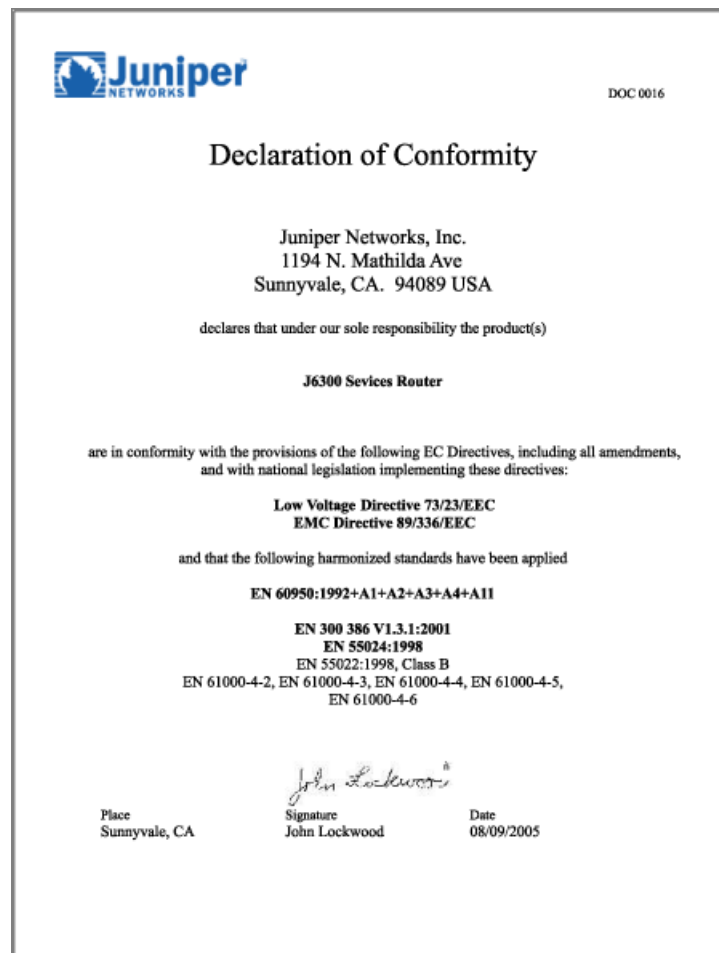 Juniper
NETWORKS
DOC 0016
Declaration of Conformity
Juniper Networks, Inc.
1194 N. Mathilda Ave
Sunnyvale, CA. 94089 USA
declares that under our sole responsibility the product(s)
J6300 Sevices Router
are in conformity with the provisions of the following EC Directives, including all amendments,
and with national legislation implementing these directives:
Low Voltage Directive 73/23/EEC
EMC Directive 89/336/EEC
and that the following harmonized standards have been applied
EN 60950:1992+A1+A2+A3+A4+A11
EN 300 386 V1.3.1:2001
EN 55024:1998
EN 55022:1998, Class B
EN 61000-4-2, EN 61000-4-3, EN 61000-4-4, EN 61000-4-5,
EN 61000-4-6
John Lockwood
Place
Signature
Date
Sunnyvale, CA
John Lockwood
08/09/2005